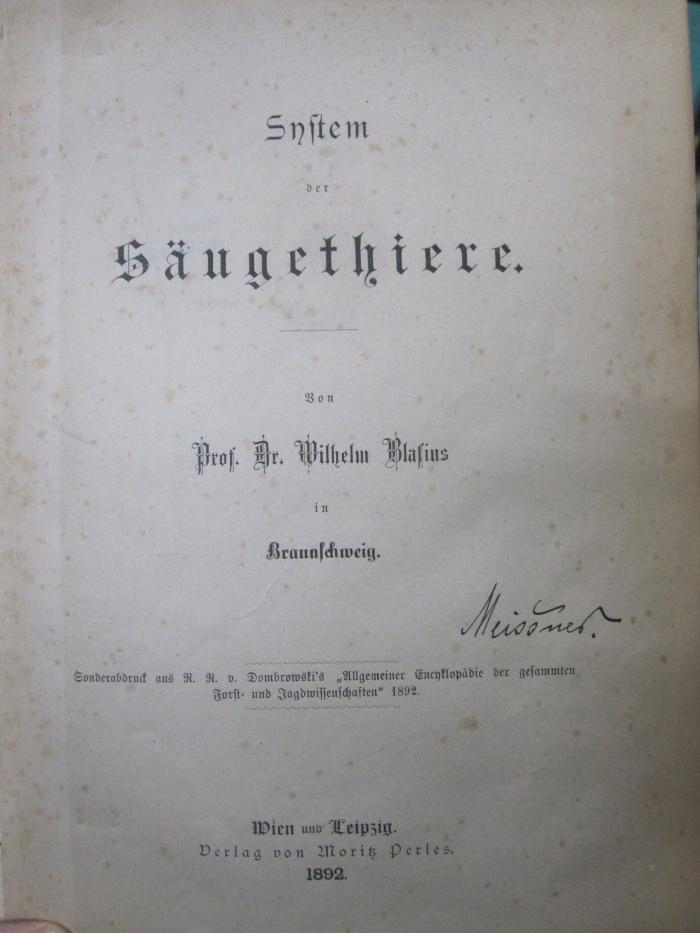 System
der
Säugethiere.
Von
Prof. Dr. Wilhelm Blasius
in
Braunschweig.
Meissner.
Sonderabdruck aus R. R. v. Dombrowski's „Allgemeiner Encyklopädie der gesammten
Forst- und Jagdwissenschaften" 1892.
Wien und Leipzig.
Verlag von Moritz Perles.
1892.